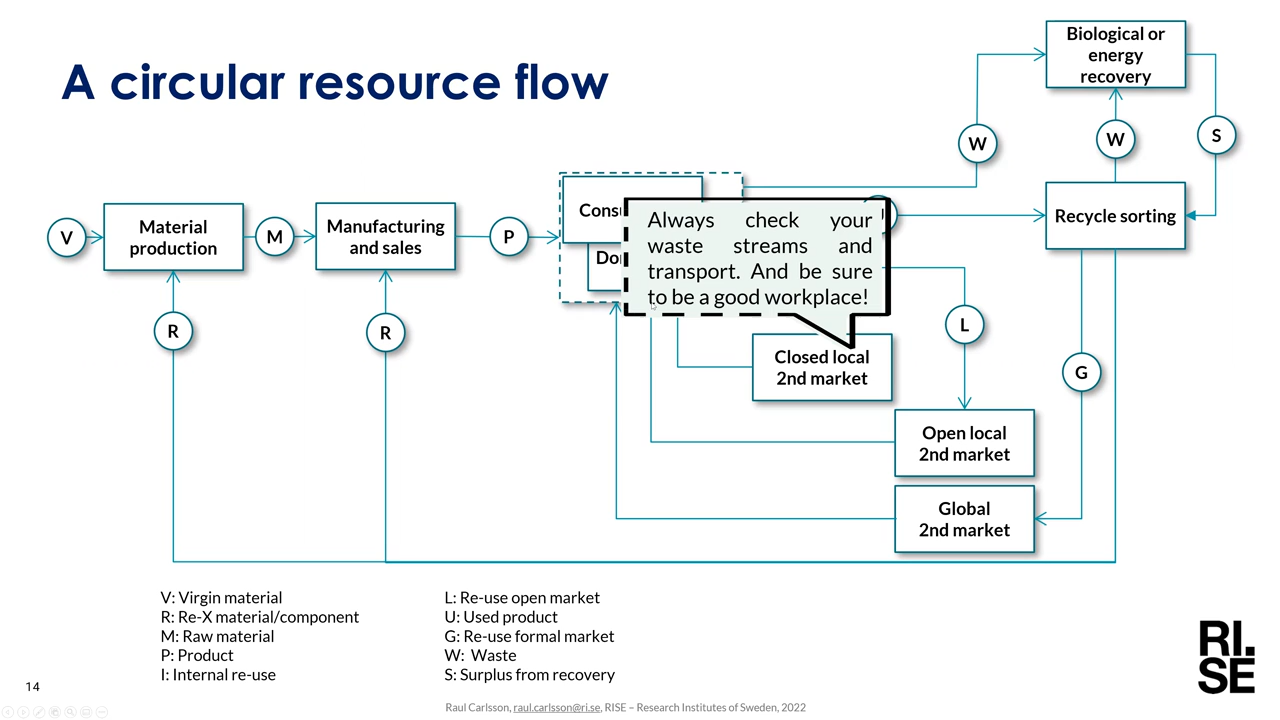 A circular resource flow
Biological or
energy
recovery
W
W
S
V
Material
production
M
Manufacturing
and sales
P
Recycle sorting
Always check your
waste streams and
transport. And be sure
to be a good workplace!
R
R
L
G
Closed local
2nd market
Open local
2nd market
Global
2nd market
V: Virgin material
R: Re-X material/component
M: Raw material
P: Product
I: Internal re-use
L: Re-use open market
U: Used product
G: Re-use formal market
W: Waste
S: Surplus from recovery
14
Raul Carlsson, raul.carlsson@ri.se, RISE – Research Institutes of Sweden, 2022
RI.
SE